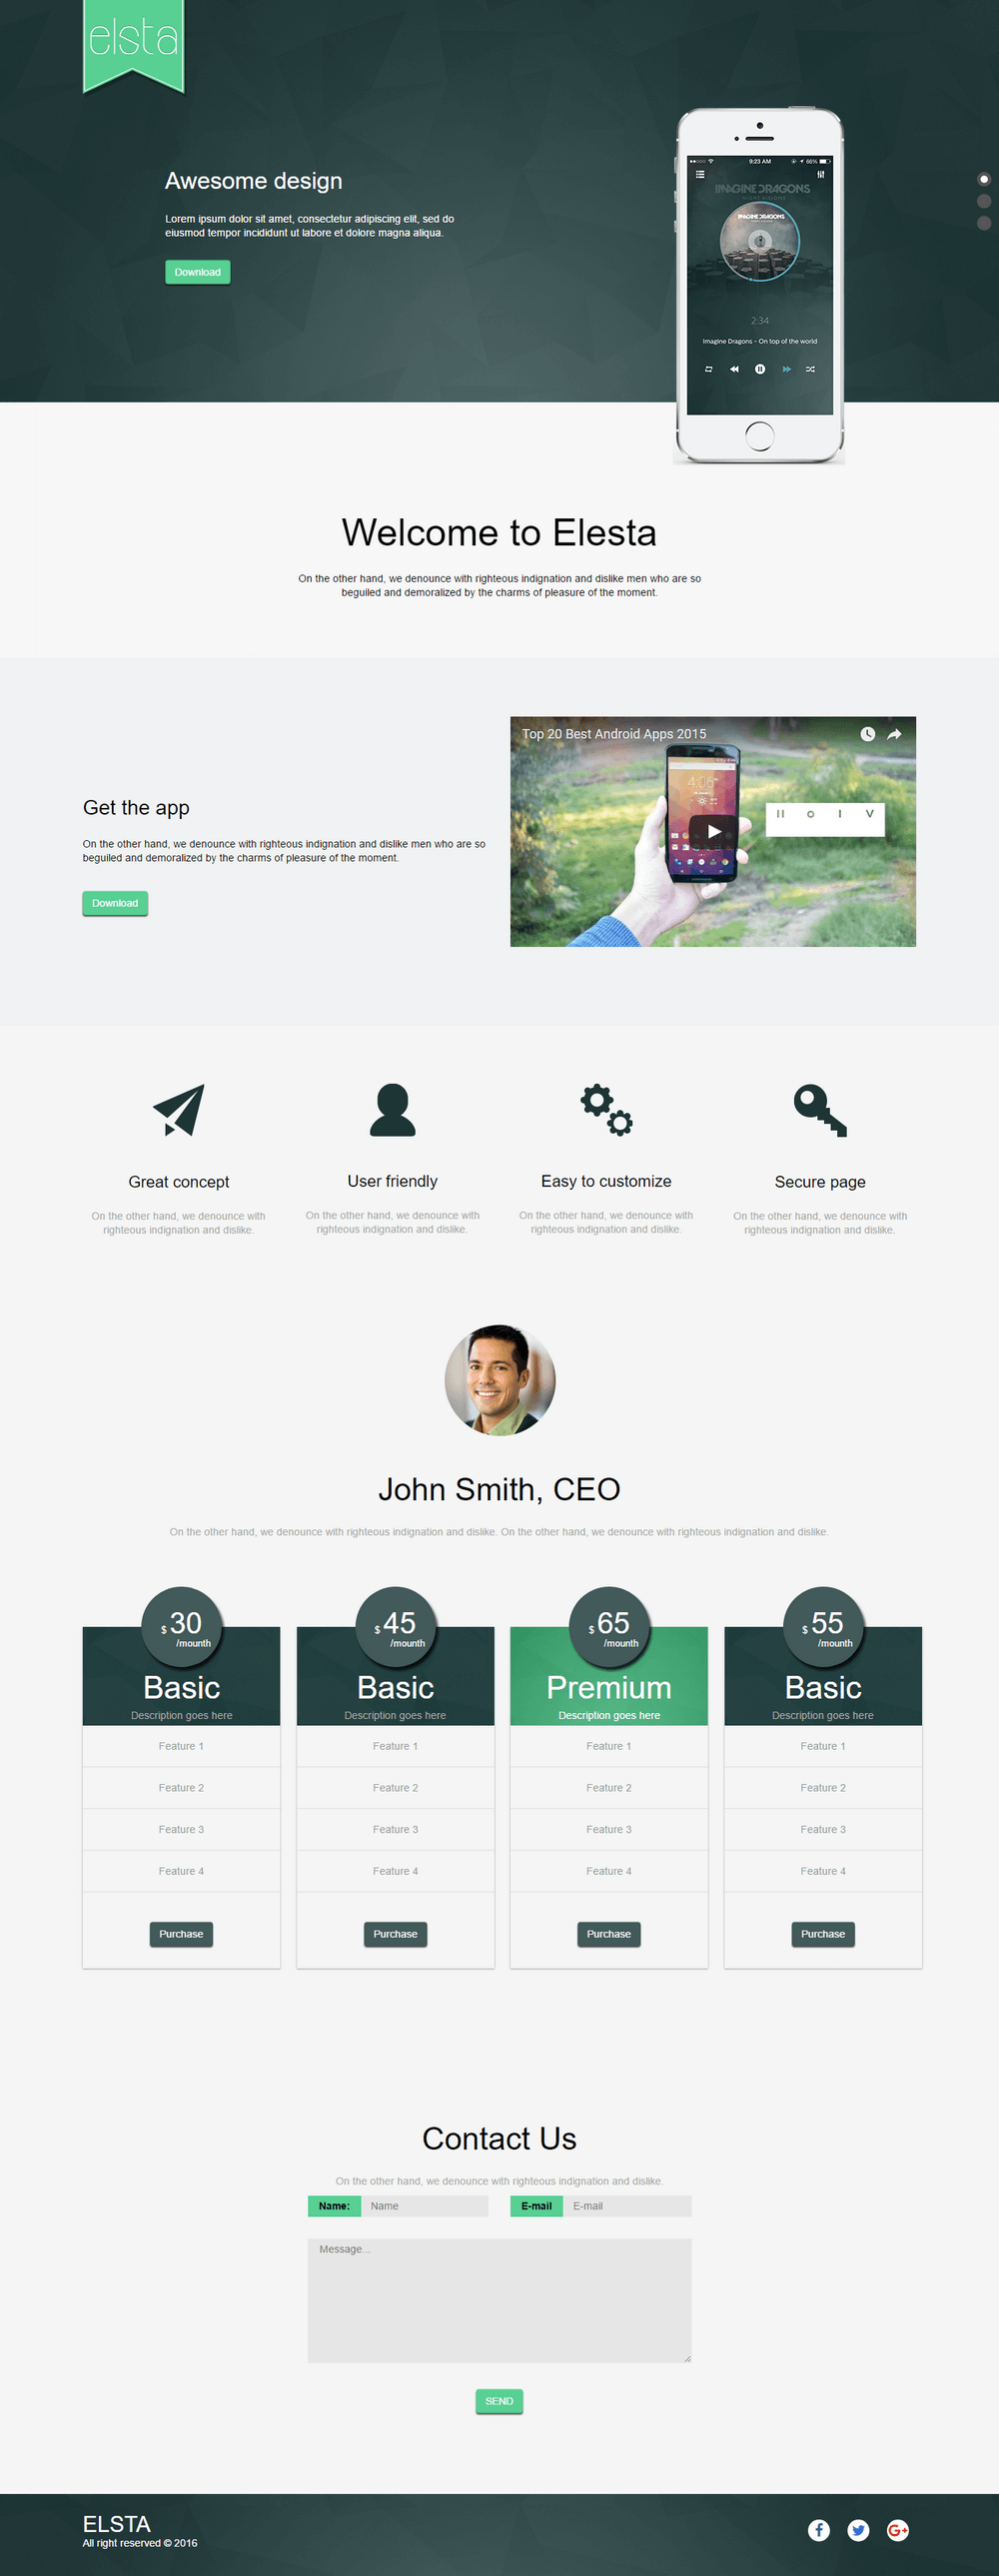 elsta
Awesome design
Lorem ipsum dolor sit amet, consectetur adipiscing elit, sed do
eiusmod tempor incididunt ut labore et dolore magna aliqua.
Download
9:23 AM
66%
IMAGINE DRAGONS
NIGHT VISIONS
IMAGINE DRAGONS
2:34
Imagine Dragons - On top of the world
Welcome to Elesta
On the other hand, we denounce with righteous indignation and dislike men who are so
beguiled and demoralized by the charms of pleasure of the moment.
Top 20 Best Android Apps 2015
4:06
Get the app
On the other hand, we denounce with righteous indignation and dislike men who are so
beguiled and demoralized by the charms of pleasure of the moment.
Download
Great concept
On the other hand, we denounce with
righteous indignation and dislike.
User friendly
On the other hand, we denounce with
righteous indignation and dislike.
Easy to customize
On the other hand, we denounce with
righteous indignation and dislike.
Secure page
On the other hand, we denounce with
righteous indignation and dislike.
John Smith, CEO
On the other hand, we denounce with righteous indignation and dislike. On the other hand, we denounce with righteous indignation and dislike.
$ 30
/mounth
Basic
Description goes here
Feature 1
Feature 2
Feature 3
Feature 4
Purchase
$ 45
/mounth
Basic
Description goes here
Feature 1
Feature 2
Feature 3
Feature 4
Purchase
$ 65
/mounth
Premium
Description goes here
Feature 1
Feature 2
Feature 3
Feature 4
Purchase
$ 55
/mounth
Basic
Description goes here
Feature 1
Feature 2
Feature 3
Feature 4
Purchase
Contact Us
On the other hand, we denounce with righteous indignation and dislike.
Name: Name
E-mail E-mail
Message...
SEND
ELSTA
All right reserved © 2016
f
G+